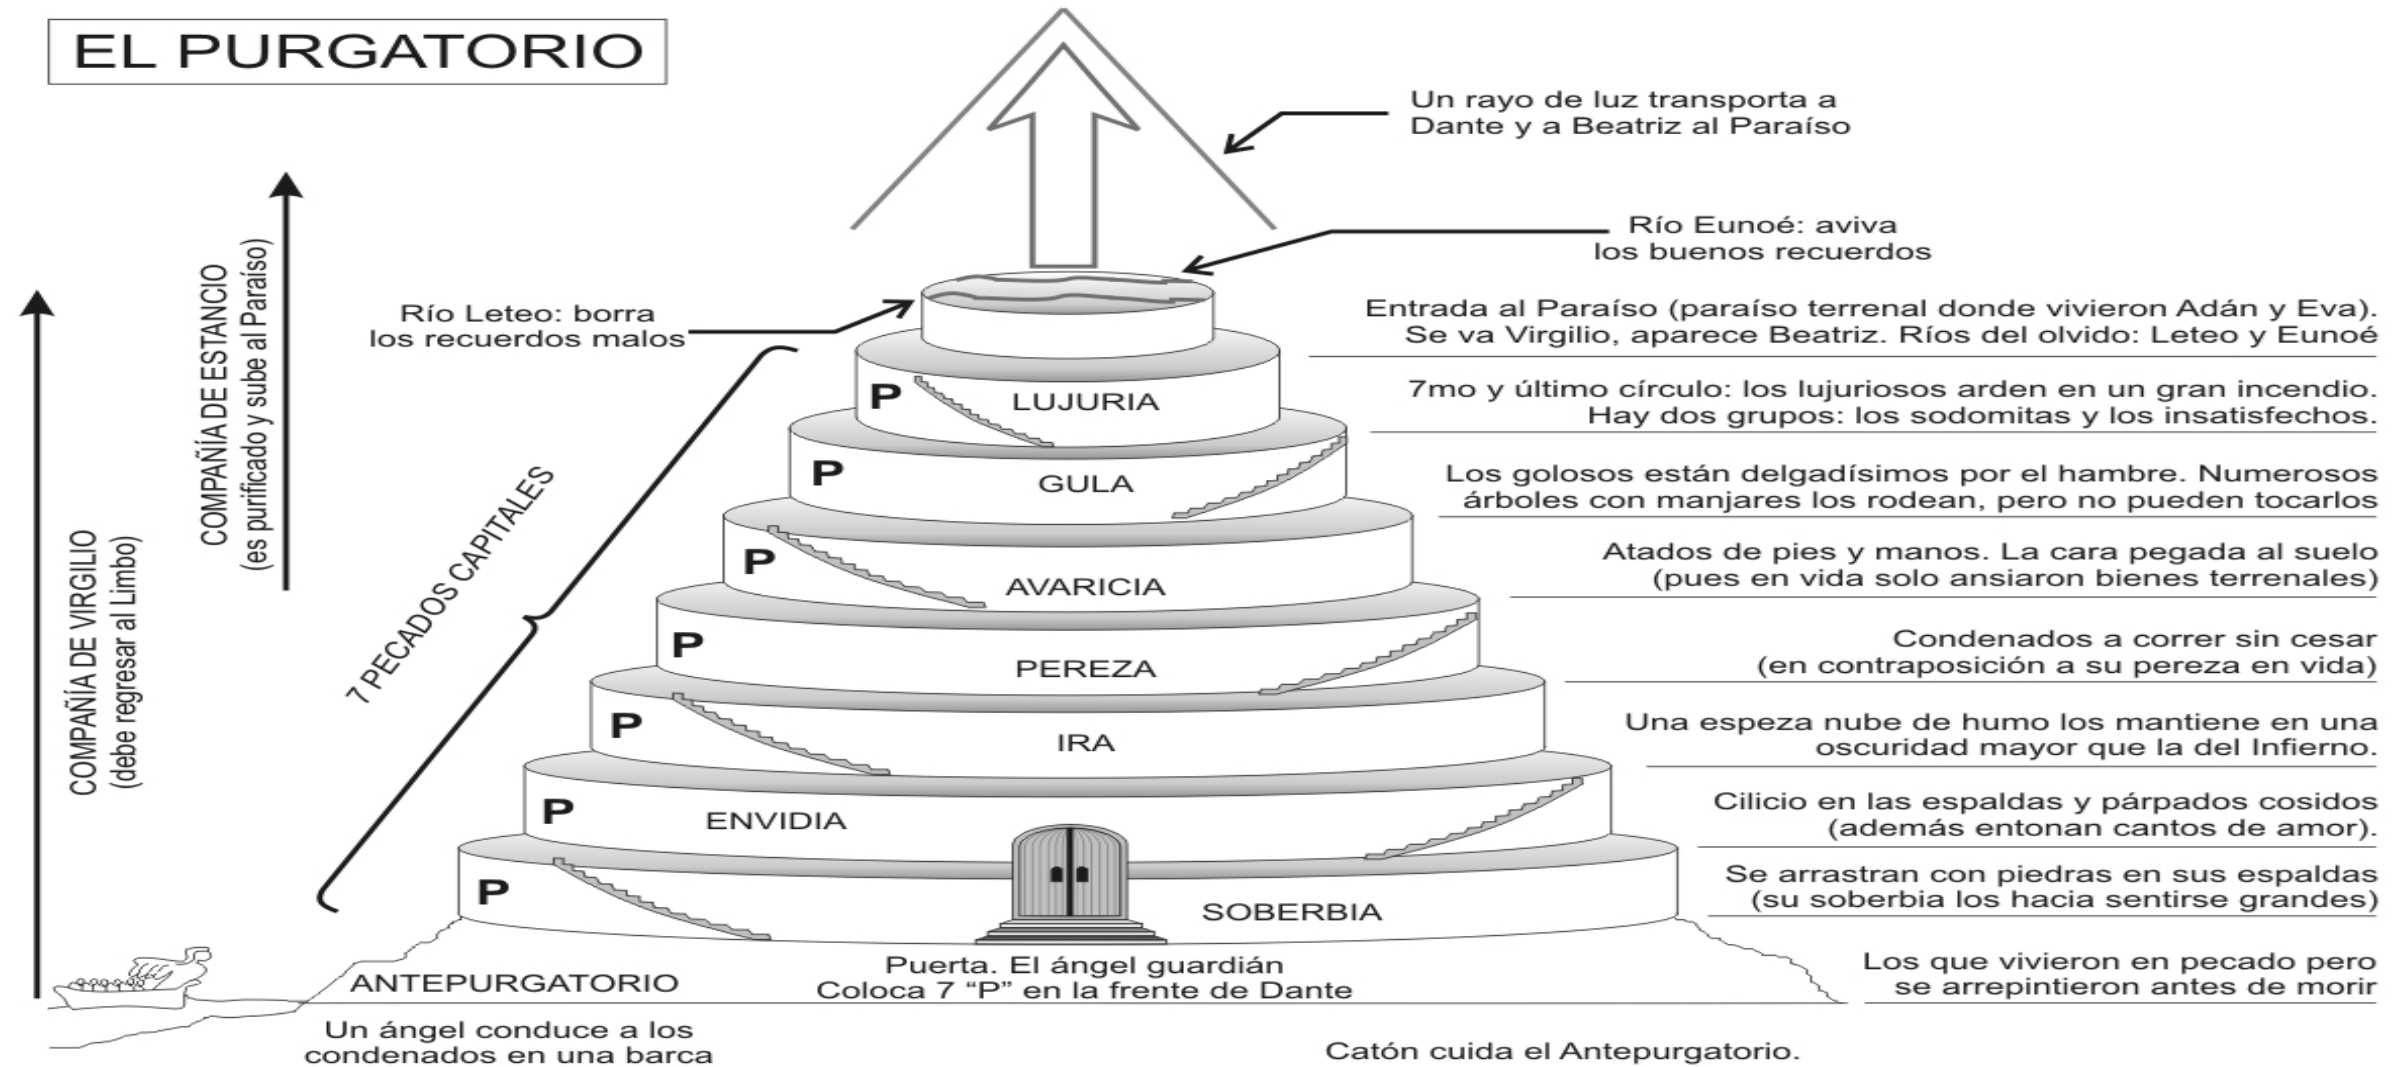 EL PURGATORIO
Un rayo de luz transporta a
Dante y a Beatriz al Paraíso
Río Eunoé: aviva
los buenos recuerdos
Río Leteo: borra
los recuerdos malos
COMPAÑÍA DE VIRGILIO
(debe regresar al Limbo)
COMPAÑÍA DE ESTANCIO
(es purificado y sube al Paraíso)
7 PECADOS CAPITALES
Entrada al Paraíso (paraíso terrenal donde vivieron Adán y Eva).
Se va Virgilio, aparece Beatriz. Ríos del olvido: Leteo y Eunoé
P
LUJURIA
7mo y último círculo: los lujuriosos arden en un gran incendio.
Hay dos grupos: los sodomitas y los insatisfechos.
P
GULA
Los golosos están delgadísimos por el hambre. Numerosos
árboles con manjares los rodean, pero no pueden tocarlos
P
AVARICIA
Atados de pies y manos. La cara pegada al suelo
(pues en vida solo ansiaron bienes terrenales)
P
PEREZA
Condenados a correr sin cesar
(en contraposición a su pereza en vida)
P
IRA
Una espeza nube de humo los mantiene en una
oscuridad mayor que la del Infierno.
P
ENVIDIA
Cilicio en las espaldas y párpados cosidos
(además entonan cantos de amor).
P
SOBERBIA
Se arrastran con piedras en sus espaldas
(su soberbia los hacia sentirse grandes)
ANTEPURGATORIO
Puerta. El ángel guardián
Coloca 7 “P” en la frente de Dante
Los que vivieron en pecado pero
se arrepintieron antes de morir
Un ángel conduce a los
condenados en una barca
Catón cuida el Antepurgatorio.